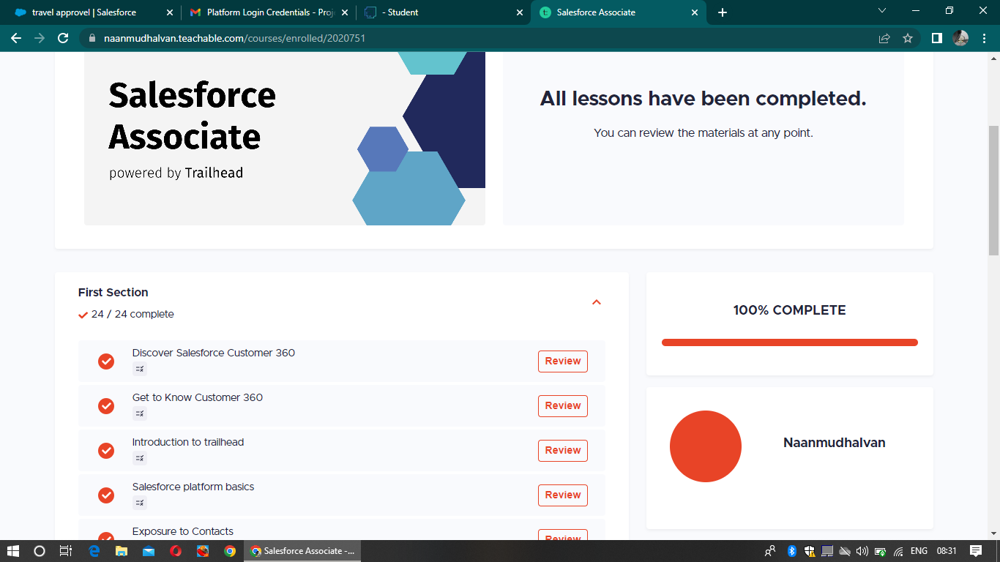 travel approvel | Salesforce
Platform Login Credentials - Proj
- Student
Salesforce Associate
naanmudhalvan.teachable.com/courses/enrolled/2020751
Salesforce
Associate
powered by Trailhead
All lessons have been completed.
You can review the materials at any point.
First Section
24 / 24 complete
Discover Salesforce Customer 360
Review
Get to Know Customer 360
Review
Introduction to trailhead
Review
Salesforce platform basics
Review
Exposure to Contacts
Review
100% COMPLETE
Naanmudhalvan
Salesforce Associate -...
ENG
08:31